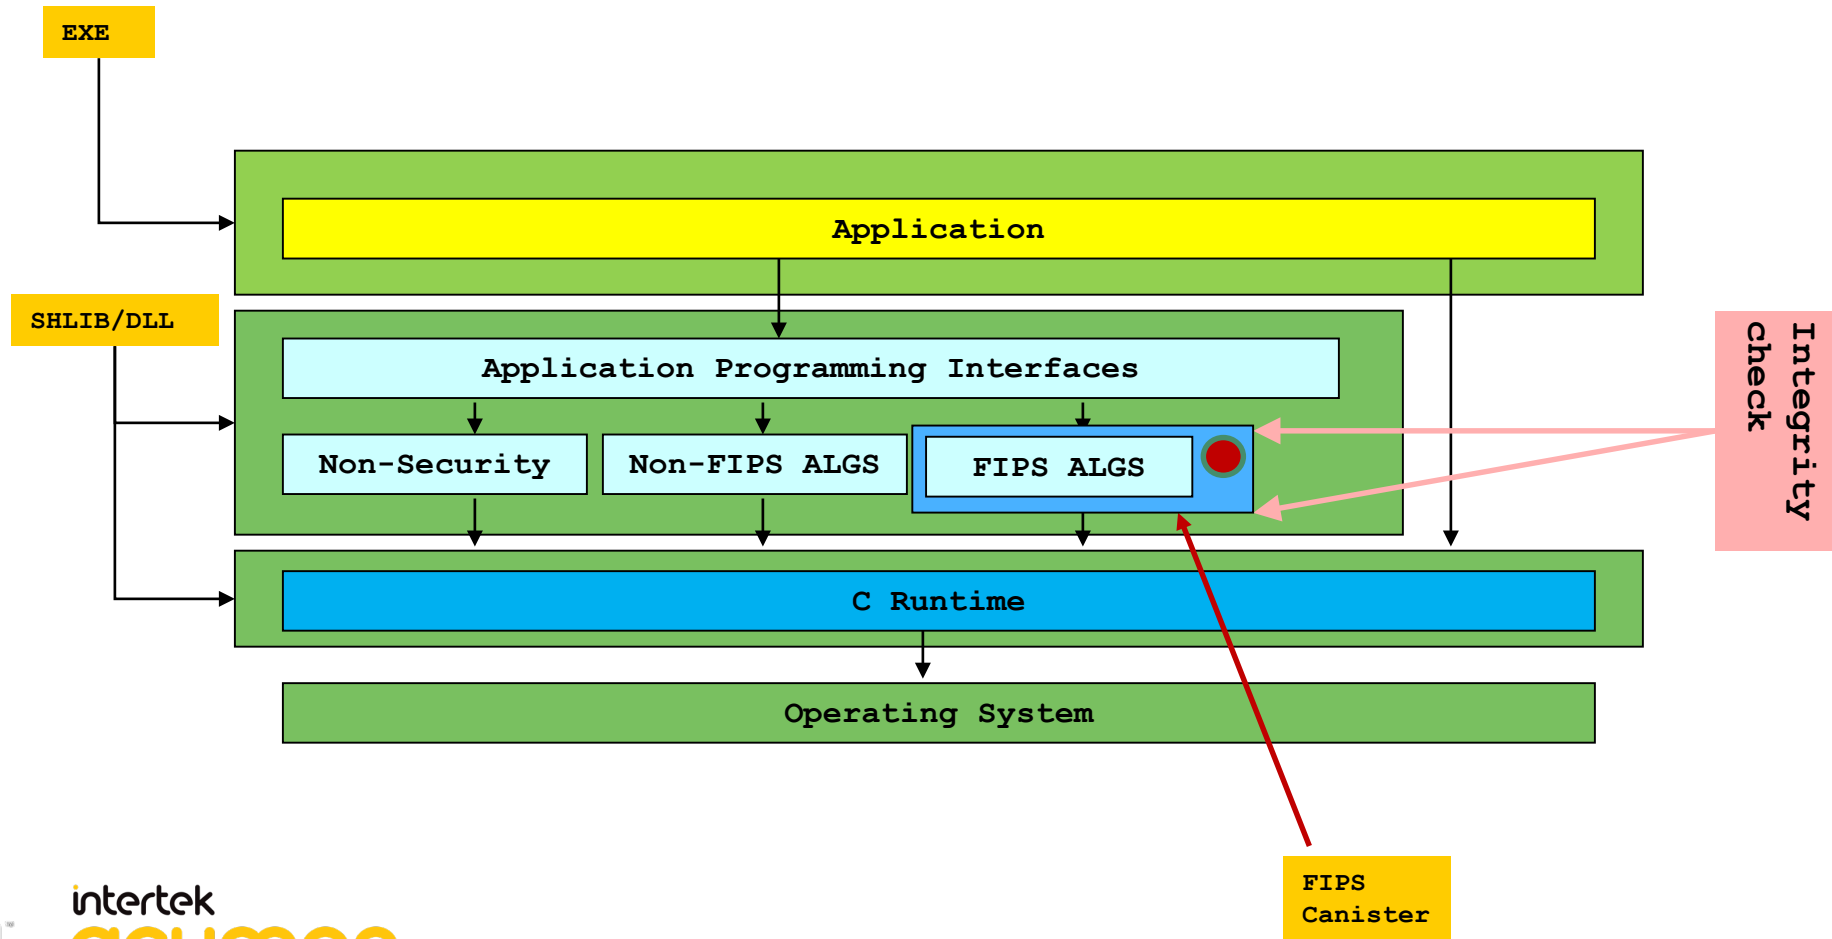 EXE
Application
SHLIB/DLL
Application Programming Interfaces
Integrity
Check
Non-Security
Non-FIPS ALGS
FIPS ALGS
C Runtime
Operating System
FIPS
Canister
intertek